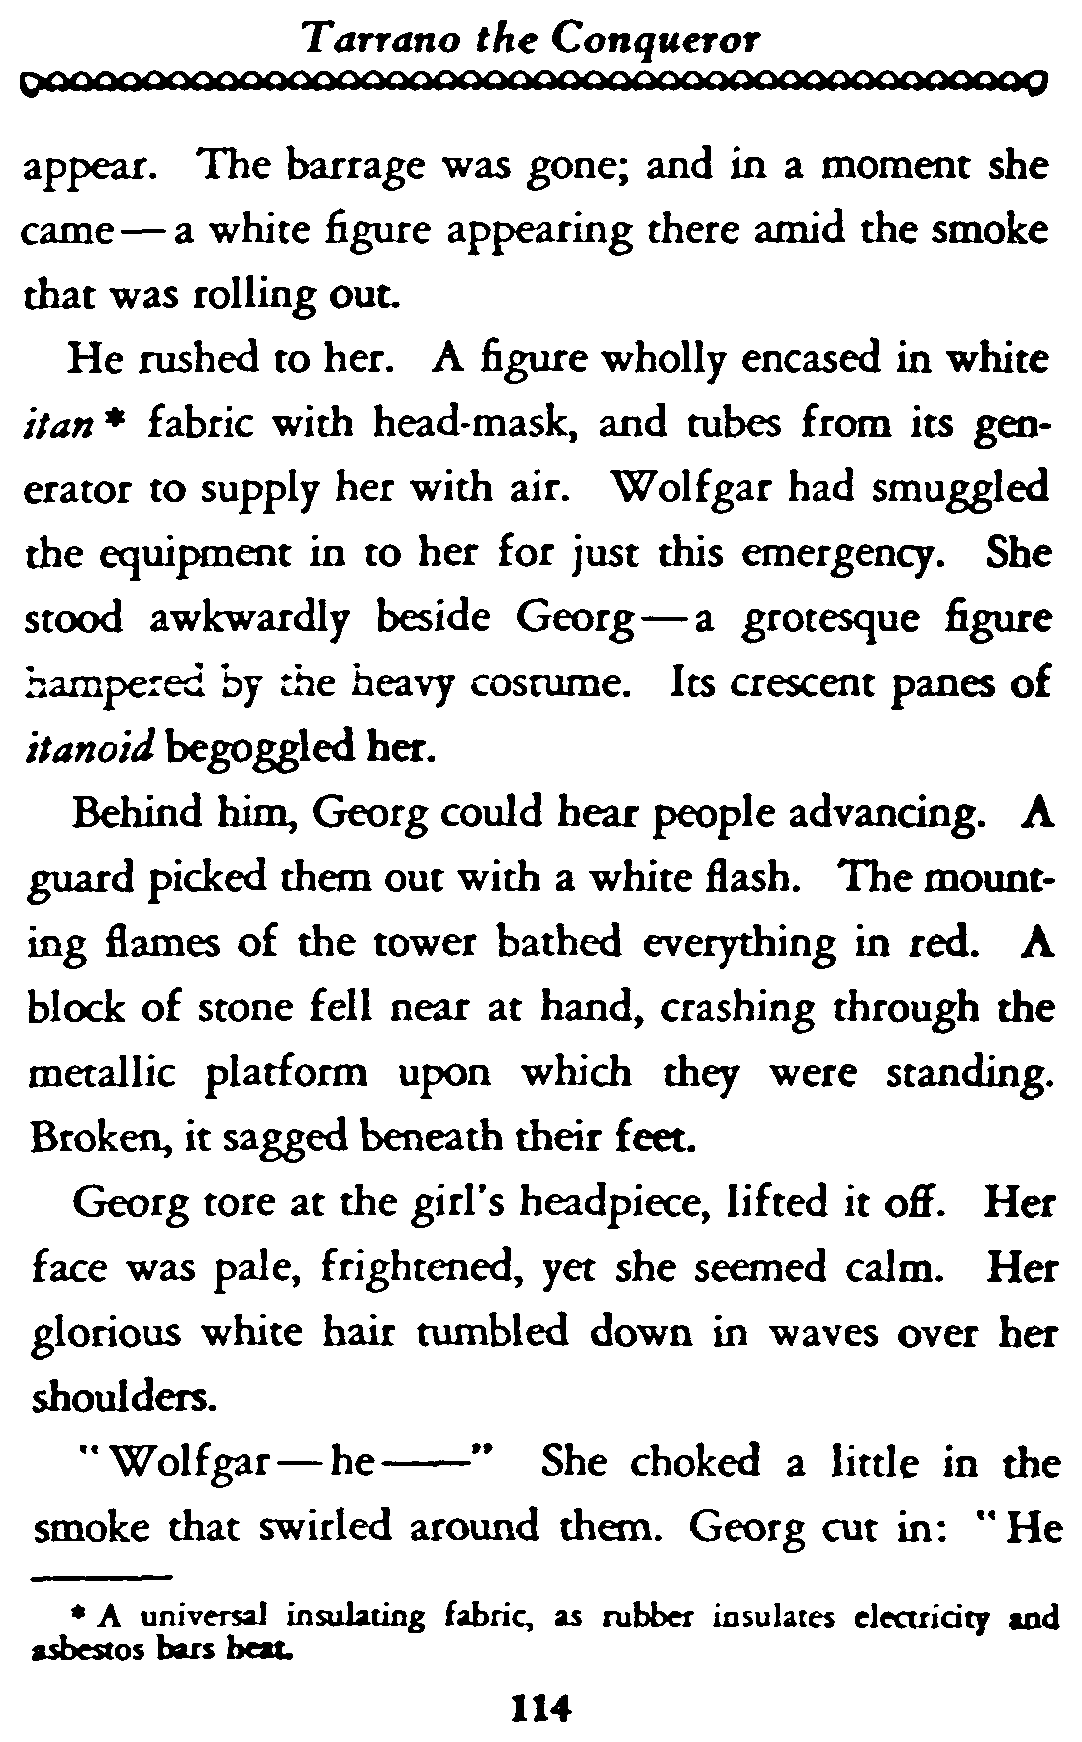 Tarrano the Conqueror
appear. The barrage was gone; and in a moment she
came—a white figure appearing there amid the smoke
that was rolling out.
He rushed to her. A figure wholly encased in white
itan* fabric with head-mask, and tubes from its gen-
erator to supply her with air. Wolfgar had smuggled
the equipment in to her for just this emergency. She
stood awkwardly beside Georg—a grotesque figure
hampered by the heavy costume. Its crescent panes of
itanoid begoggled her.
Behind him, Georg could hear people advancing. A
guard picked them out with a white flash. The mount-
ing flames of the tower bathed everything in red. A
block of stone fell near at hand, crashing through the
metallic platform upon which they were standing.
Broken, it sagged beneath their feet.
Georg tore at the girl's headpiece, lifted it off. Her
face was pale, frightened, yet she seemed calm. Her
glorious white hair tumbled down in waves over her
shoulders.
"Wolfgar—he——" She choked a little in the
smoke that swirled around them. Georg cut in: "He
* A universal insulating fabric, as rubber insulates electricity and
asbestos bars heat.
114